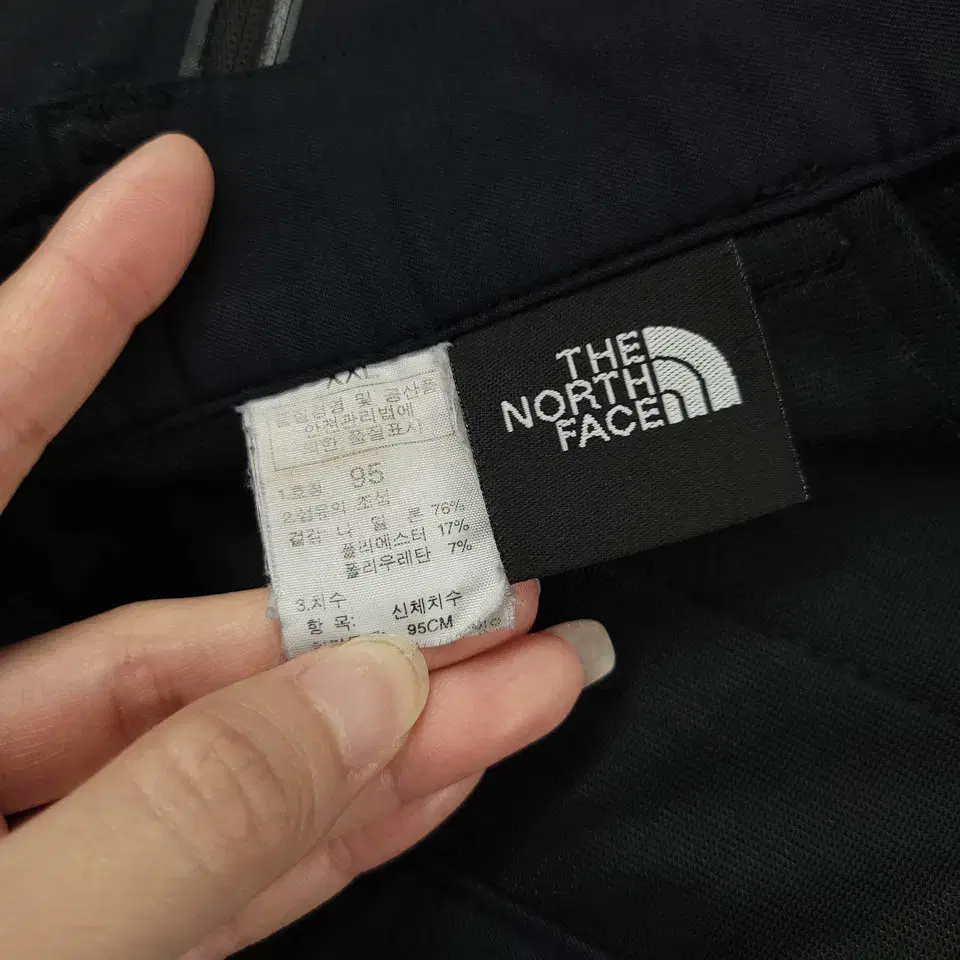 XXL
품질경영 및 공산품
안전관리법에
의한 품질표시
1.호칭 95
2.섬유의 조성
겉감 나 일 론 76%
폴리에스터 17%
폴리우레탄 7%
3.치수
항 목: 신체치수
95CM
THE
NORTH
FACE